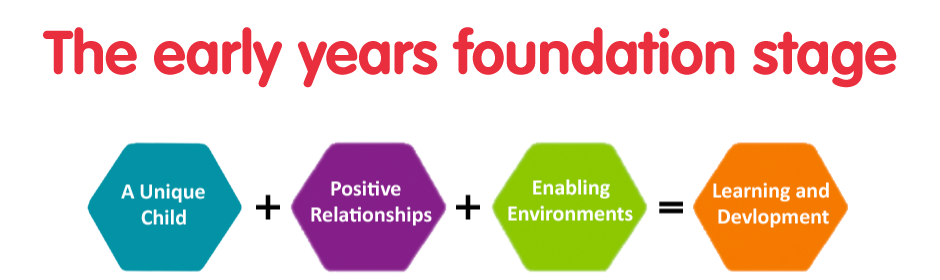 The early years foundation stage
A Unique
Child
+
Positive
Relationships
+
Enabling
Environments
=
Learning and
Devlopment